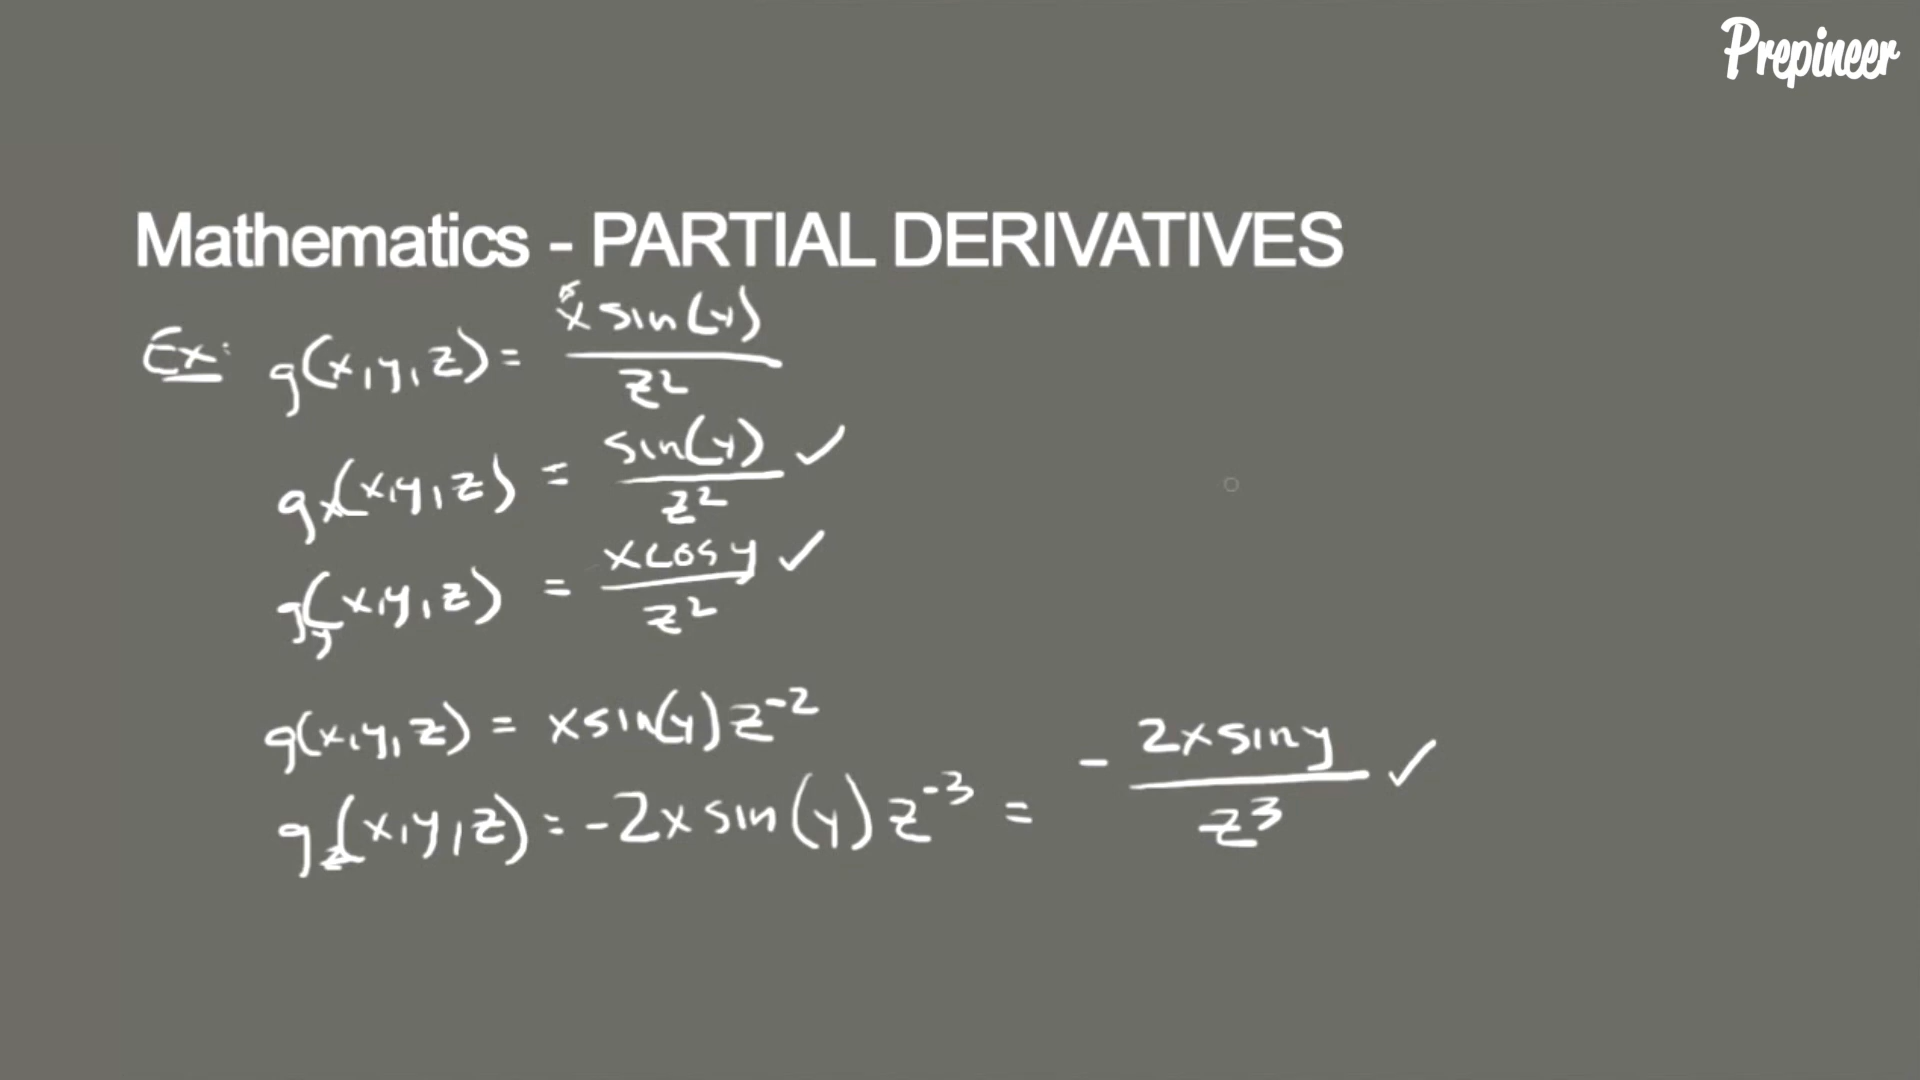 Prepineer
Mathematics - PARTIAL DERIVATIVES
Ex: g(x,y,z) = x sin(y) / z²
gx(x,y,z) = sin(y) / z² ✓
gy(x,y,z) = x cos y / z² ✓
g(x,y,z) = x sin(y) z⁻²
gz(x,y,z) = -2x sin(y) z⁻³ = - 2x sin y / z³ ✓